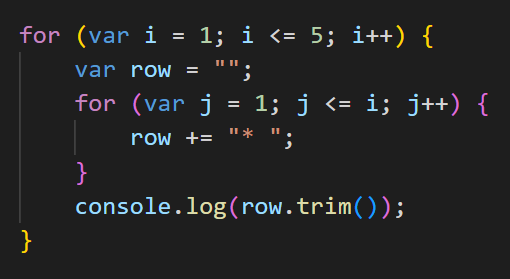 for (var i = 1; i <= 5; i++) {
    var row = "";
    for (var j = 1; j <= i; j++) {
        row += "* ";
    }
    console.log(row.trim());
}